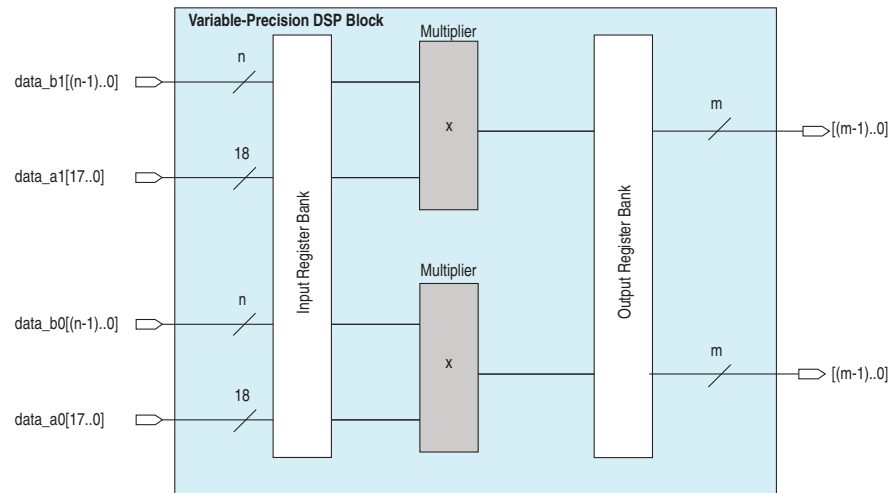 Variable-Precision DSP Block
Multiplier
n
data_b1[(n-1)..0]
m
x
[(m-1)..0]
18
data_a1[17..0]
Input Register Bank
Output Register Bank
Multiplier
n
data_b0[(n-1)..0]
m
x
[(m-1)..0]
18
data_a0[17..0]